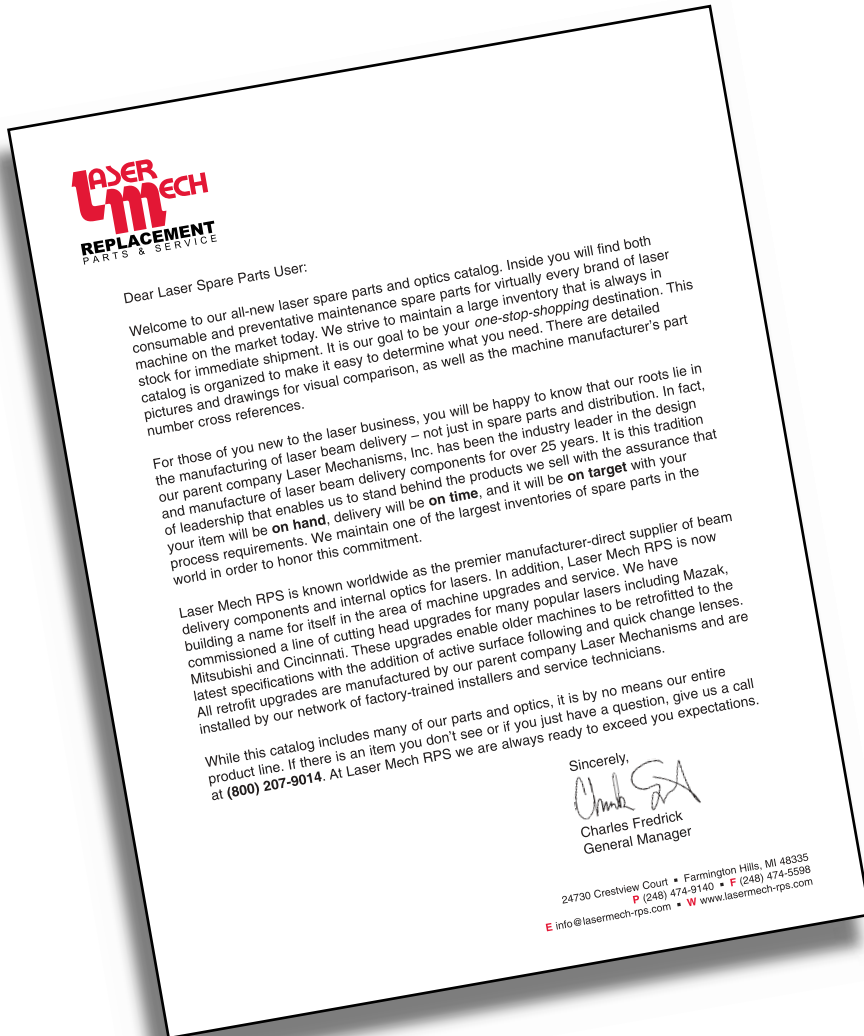 LASER
MECH
REPLACEMENT
PARTS & SERVICE
Dear Laser Spare Parts User:
Welcome to our all-new laser spare parts and optics catalog. Inside you will find both
consumable and preventative maintenance spare parts for virtually every brand of laser
machine on the market today. We strive to maintain a large inventory that is always in
stock for immediate shipment. It is our goal to be your one-stop-shopping destination. This
catalog is organized to make it easy to determine what you need. There are detailed
pictures and drawings for visual comparison, as well as the machine manufacturer's part
number cross references.
For those of you new to the laser business, you will be happy to know that our roots lie in
the manufacturing of laser beam delivery – not just in spare parts and distribution. In fact,
our parent company Laser Mechanisms, Inc. has been the industry leader in the design
and manufacture of laser beam delivery components for over 25 years. It is this tradition
of leadership that enables us to stand behind the products we sell with the assurance that
your item will be on hand, delivery will be on time, and it will be on target with your
process requirements. We maintain one of the largest inventories of spare parts in the
world in order to honor this commitment.
Laser Mech RPS is known worldwide as the premier manufacturer-direct supplier of beam
delivery components and internal optics for lasers. In addition, Laser Mech RPS is now
building a name for itself in the area of machine upgrades and service. We have
commissioned a line of cutting head upgrades for many popular lasers including Mazak,
Mitsubishi and Cincinnati. These upgrades enable older machines to be retrofitted to the
latest specifications with the addition of active surface following and quick change lenses.
All retrofit upgrades are manufactured by our parent company Laser Mechanisms and are
installed by our network of factory-trained installers and service technicians.
While this catalog includes many of our parts and optics, it is by no means our entire
product line. If there is an item you don't see or if you just have a question, give us a call
at (800) 207-9014. At Laser Mech RPS we are always ready to exceed you expectations.
Sincerely,
Charles Fredrick
General Manager
24730 Crestview Court ▪ Farmington Hills, MI 48335
P (248) 474-9140 ▪ F (248) 474-5598
E info@lasermech-rps.com ▪ W www.lasermech-rps.com